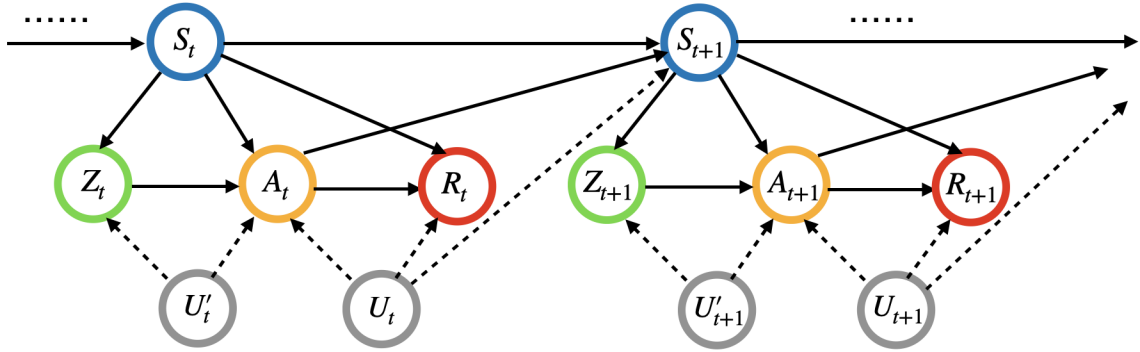 ...... ......
S_t S_{t+1}
Z_t A_t R_t Z_{t+1} A_{t+1} R_{t+1}
U'_t U_t U'_{t+1} U_{t+1}